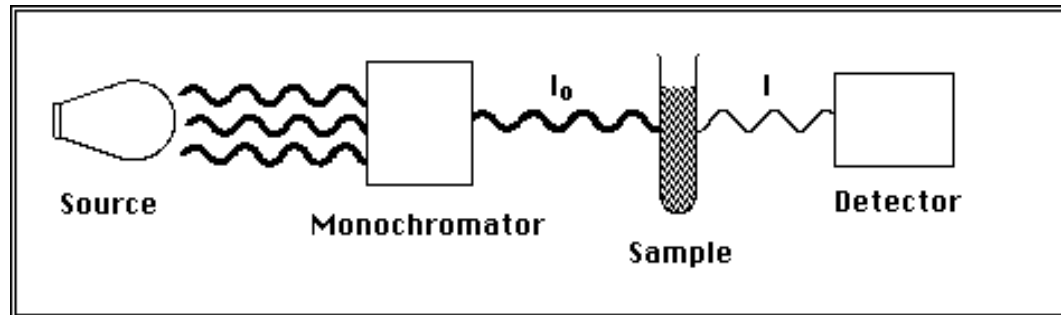 I₀
I
Source
Monochromator
Sample
Detector